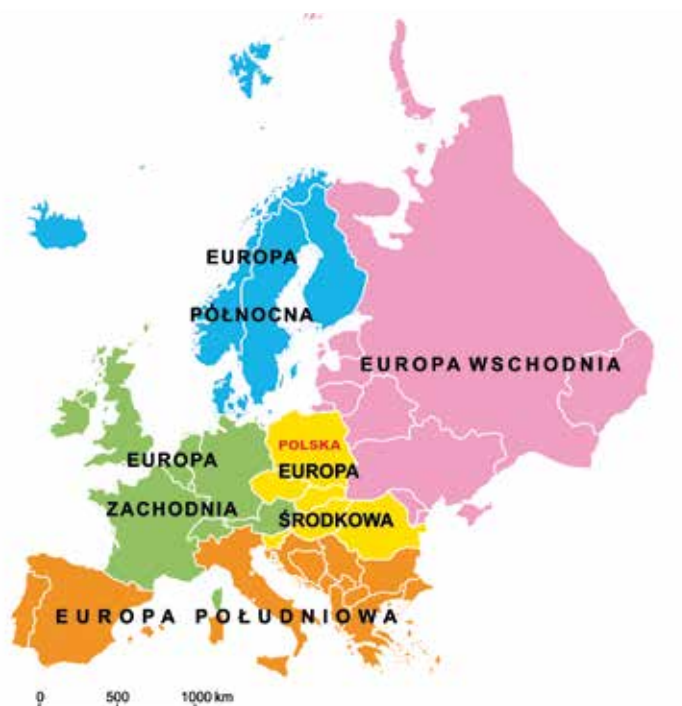 EUROPA
PÓŁNOCNA
EUROPA WSCHODNIA
POLSKA
EUROPA
ŚRODKOWA
EUROPA
ZACHODNIA
EUROPA POŁUDNIOWA
0 500 1000 km